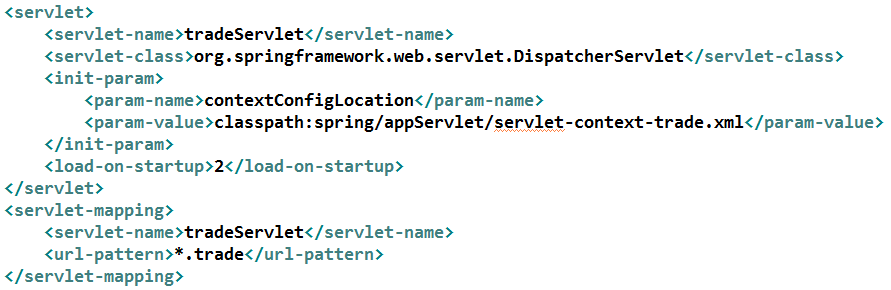 <servlet>
    <servlet-name>tradeServlet</servlet-name>
    <servlet-class>org.springframework.web.servlet.DispatcherServlet</servlet-class>
    <init-param>
        <param-name>contextConfigLocation</param-name>
        <param-value>classpath:spring/appServlet/servlet-context-trade.xml</param-value>
    </init-param>
    <load-on-startup>2</load-on-startup>
</servlet>
<servlet-mapping>
    <servlet-name>tradeServlet</servlet-name>
    <url-pattern>*.trade</url-pattern>
</servlet-mapping>